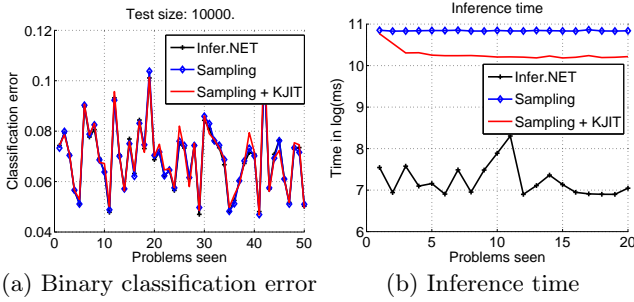 Test size: 10000.
0.12
0.1
0.08
0.06
0.04
Classification error
Infer.NET
Sampling
Sampling + KJIT
0 10 20 30 40 50
Problems seen
(a) Binary classification error
Inference time
11
10
9
8
7
6
Time in log(ms)
Infer.NET
Sampling
Sampling + KJIT
0 5 10 15 20
Problems seen
(b) Inference time